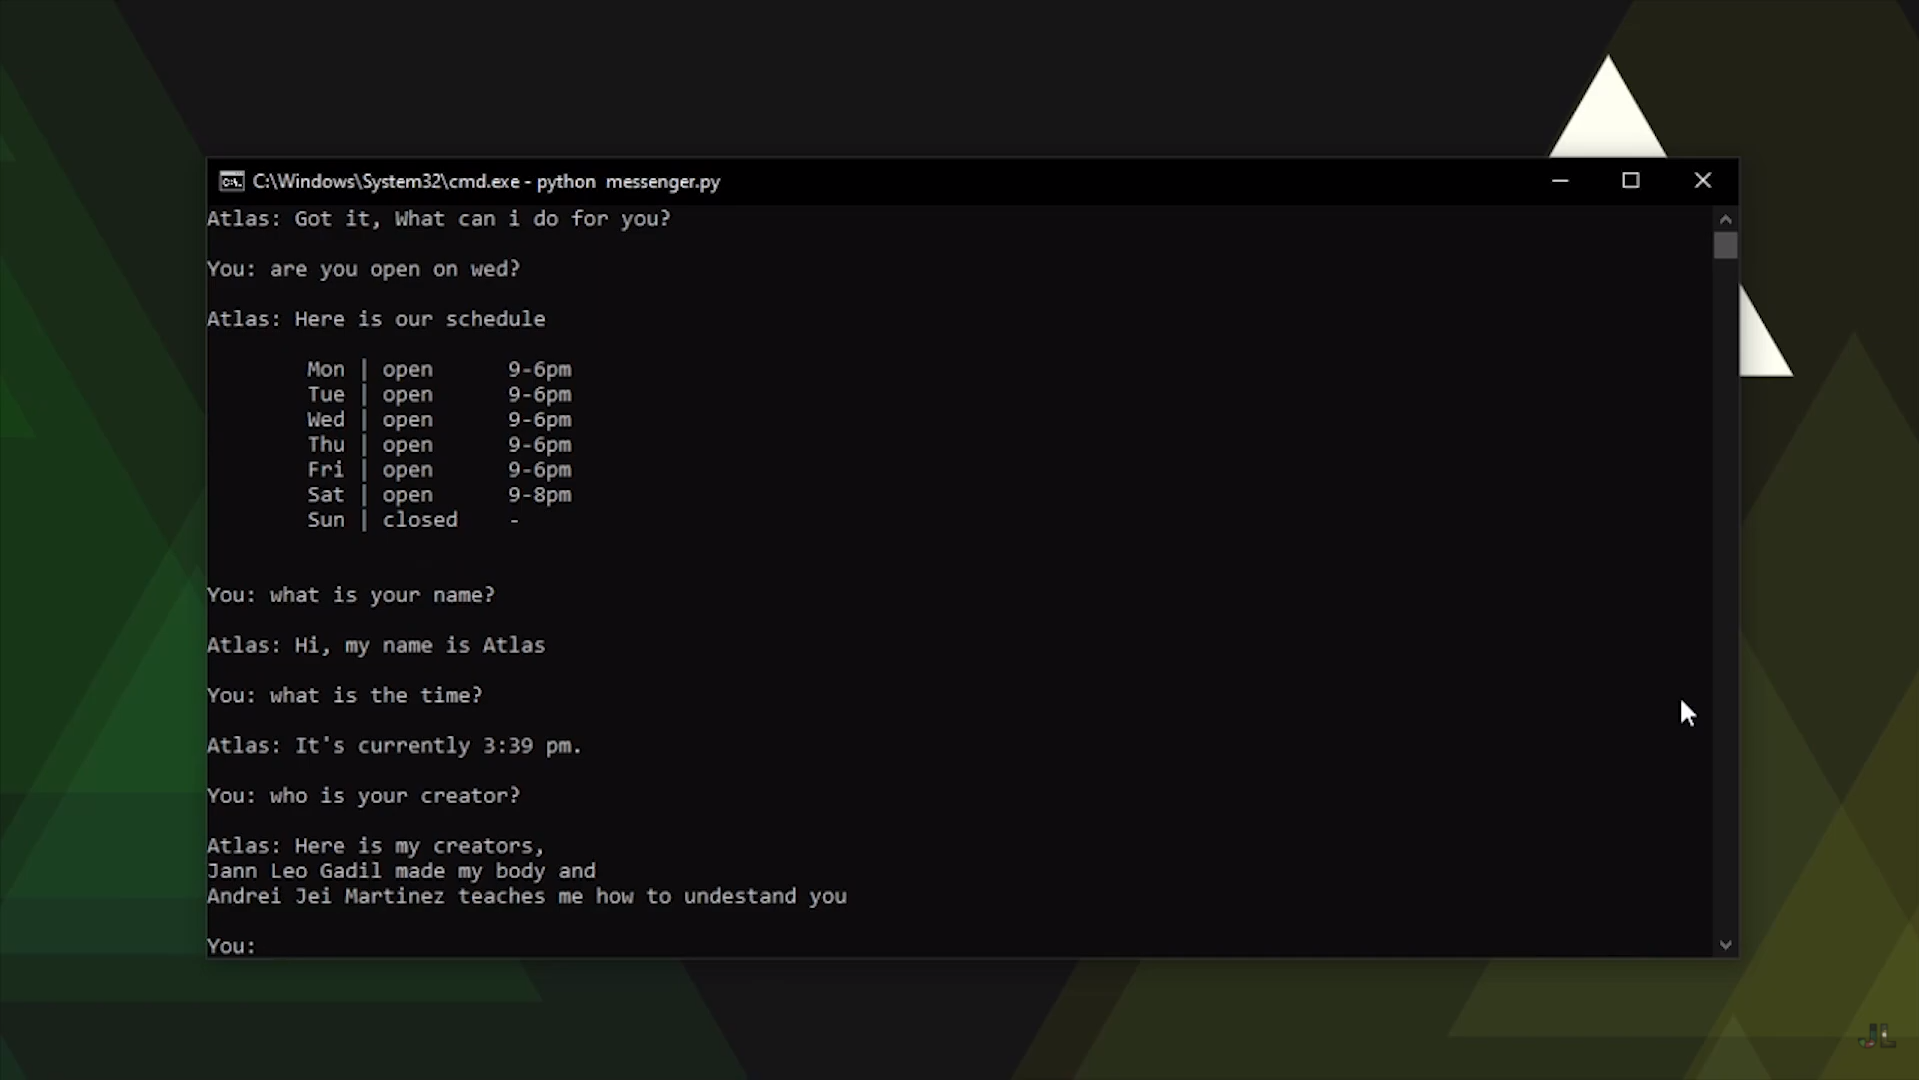 C:\Windows\System32\cmd.exe - python  messenger.py
Atlas: Got it, What can i do for you?
You: are you open on wed?
Atlas: Here is our schedule
Mon | open 9-6pm
Tue | open 9-6pm
Wed | open 9-6pm
Thu | open 9-6pm
Fri | open 9-6pm
Sat | open 9-8pm
Sun | closed -
You: what is your name?
Atlas: Hi, my name is Atlas
You: what is the time?
Atlas: It's currently 3:39 pm.
You: who is your creator?
Atlas: Here is my creators,
Jann Leo Gadil made my body and
Andrei Jei Martinez teaches me how to undestand you
You:
JL